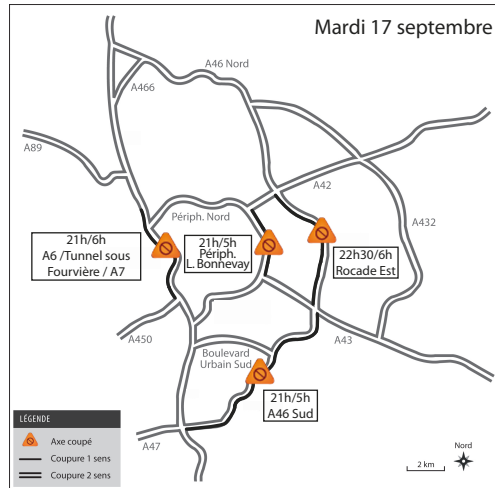 Mardi 17 septembre
A46 Nord
A466
A89
A42
Périph. Nord
A432
21h/6h
A6 /Tunnel sous
Fourvière / A7
21h/5h
Périph.
L. Bonnevay
22h30/6h
Rocade Est
A450
A43
Boulevard
Urbain Sud
21h/5h
A46 Sud
A47
LÉGENDE
Axe coupé
Coupure 1 sens
Coupure 2 sens
Nord
2 km